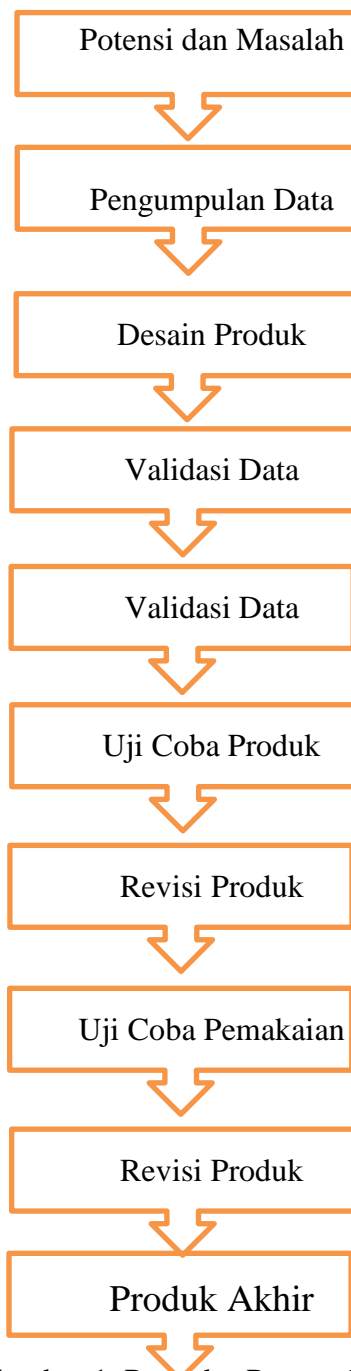 Potensi dan Masalah
Pengumpulan Data
Desain Produk
Validasi Data
Validasi Data
Uji Coba Produk
Revisi Produk
Uji Coba Pemakaian
Revisi Produk
Produk Akhir